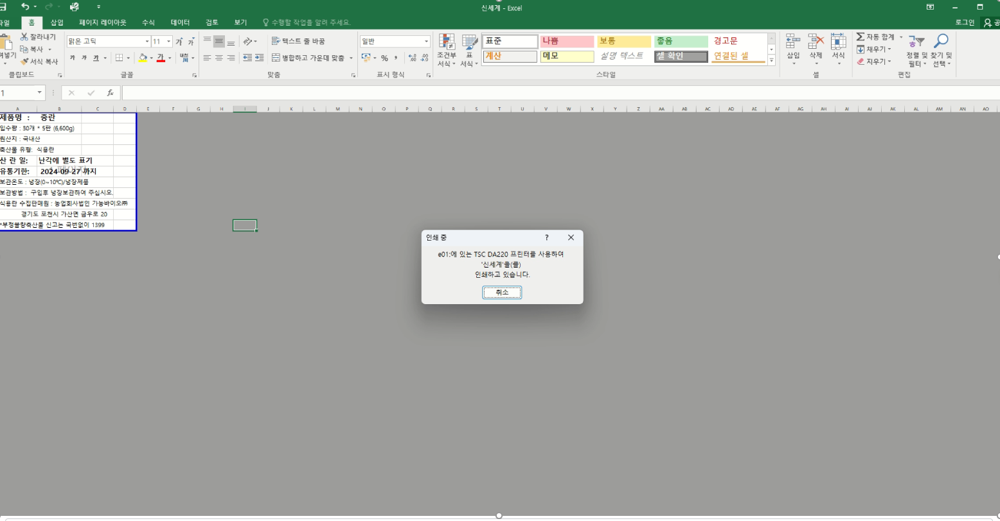 신세계 - Excel
홈 삽입 페이지 레이아웃 수식 데이터 검토 보기 수행할 작업을 알려 주세요. 로그인
잘라내기
복사
서식 복사
클립보드
맑은 고딕 11
가 가 가
글꼴
텍스트 줄 바꿈
병합하고 가운데 맞춤
맞춤
일반
표시 형식
조건부 서식
표 서식
표준 나쁨 보통 좋음 경고문
계산 메모 설명 텍스트 셀 확인 연결된 셀
스타일
삽입 삭제 서식
셀
자동 합계
채우기
지우기
정렬 및 필터
찾기 및 선택
편집
1
fx
A B C D E F G H I J K L M N O P Q R S T U V W X Y Z AA AB AC AD AE AF AG AH AI AJ AK AL AM AN AO
제품명 : 중란
입수량 : 30개 * 5판 (6,600g)
원산지 : 국내산
축산물 유형: 식용란
산 란 일: 난각에 별도 표기
유통기한: 2024-09-27 까지
보관온도 : 냉장(0~10℃)/냉장제품
보관방법 : 구입후 냉장보관하여 주십시오.
식용란 수집판매원 : 농업회사법인 가농바이오㈜
경기도 포천시 가산면 금우로 20
*부정불량축산물 신고는 국번없이 1399
인쇄 중 ?
e01:에 있는 TSC DA220 프린터를 사용하여
'신세계'을(를)
인쇄하고 있습니다.
취소